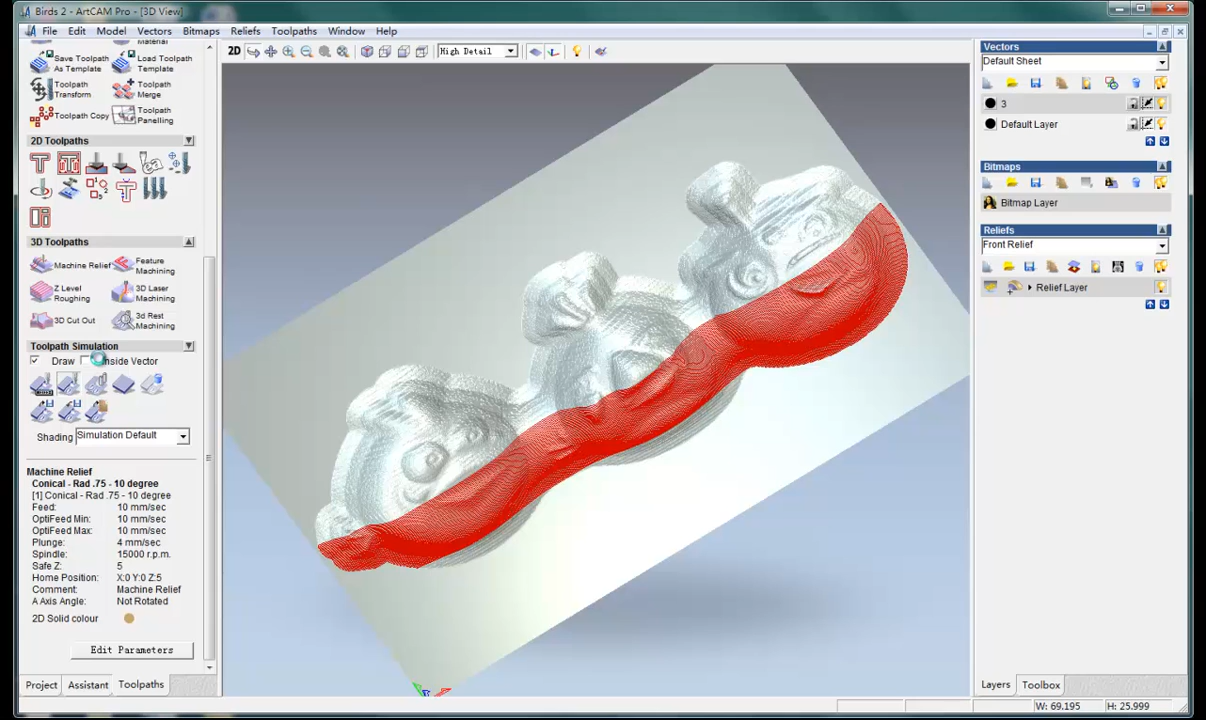 Birds 2 - ArtCAM Pro - [3D View]
File Edit Model Vectors Bitmaps Reliefs Toolpaths Window Help
2D High Detail
Material
Save Toolpath As Template
Load Toolpath Template
Toolpath Transform
Toolpath Merge
Toolpath Copy
Toolpath Panelling
2D Toolpaths
3D Toolpaths
Machine Relief
Feature Machining
Z Level Roughing
3D Laser Machining
3D Cut Out
3d Rest Machining
Toolpath Simulation
Draw Inside Vector
Shading Simulation Default
Machine Relief
Conical - Rad .75 - 10 degree
[1] Conical - Rad .75 - 10 degree
Feed: 10 mm/sec
OptiFeed Min: 10 mm/sec
OptiFeed Max: 10 mm/sec
Plunge: 4 mm/sec
Spindle: 15000 r.p.m.
Safe Z: 5
Home Position: X:0 Y:0 Z:5
Comment: Machine Relief
A Axis Angle: Not Rotated
2D Solid colour
Edit Parameters
Project Assistant Toolpaths
Vectors
Default Sheet
3
Default Layer
Bitmaps
Bitmap Layer
Reliefs
Front Relief
Relief Layer
Layers Toolbox
W: 69.195 H: 25.999